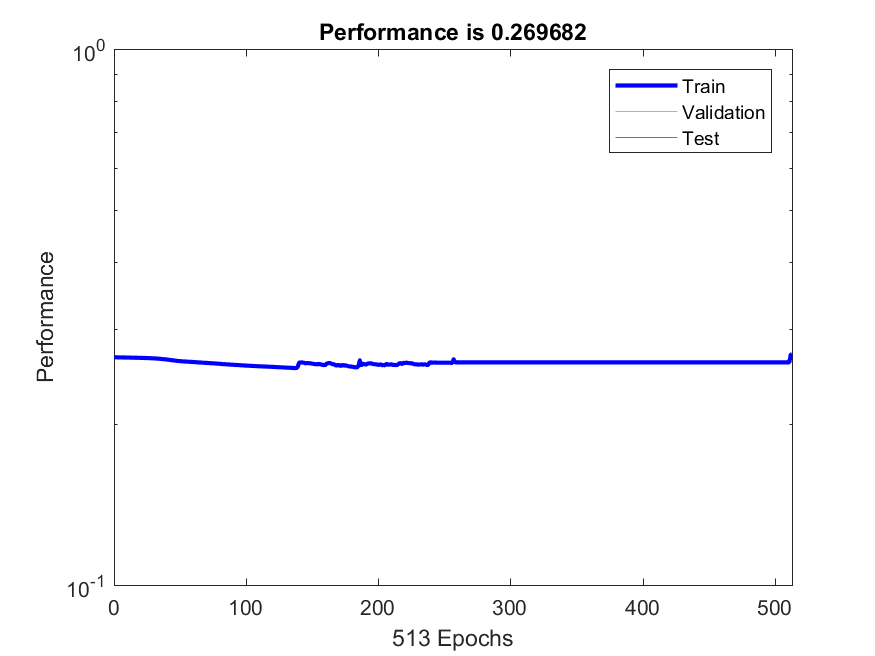 Performance is 0.269682
10^0
Train
Validation
Test
Performance
10^-1
0 100 200 300 400 500
513 Epochs